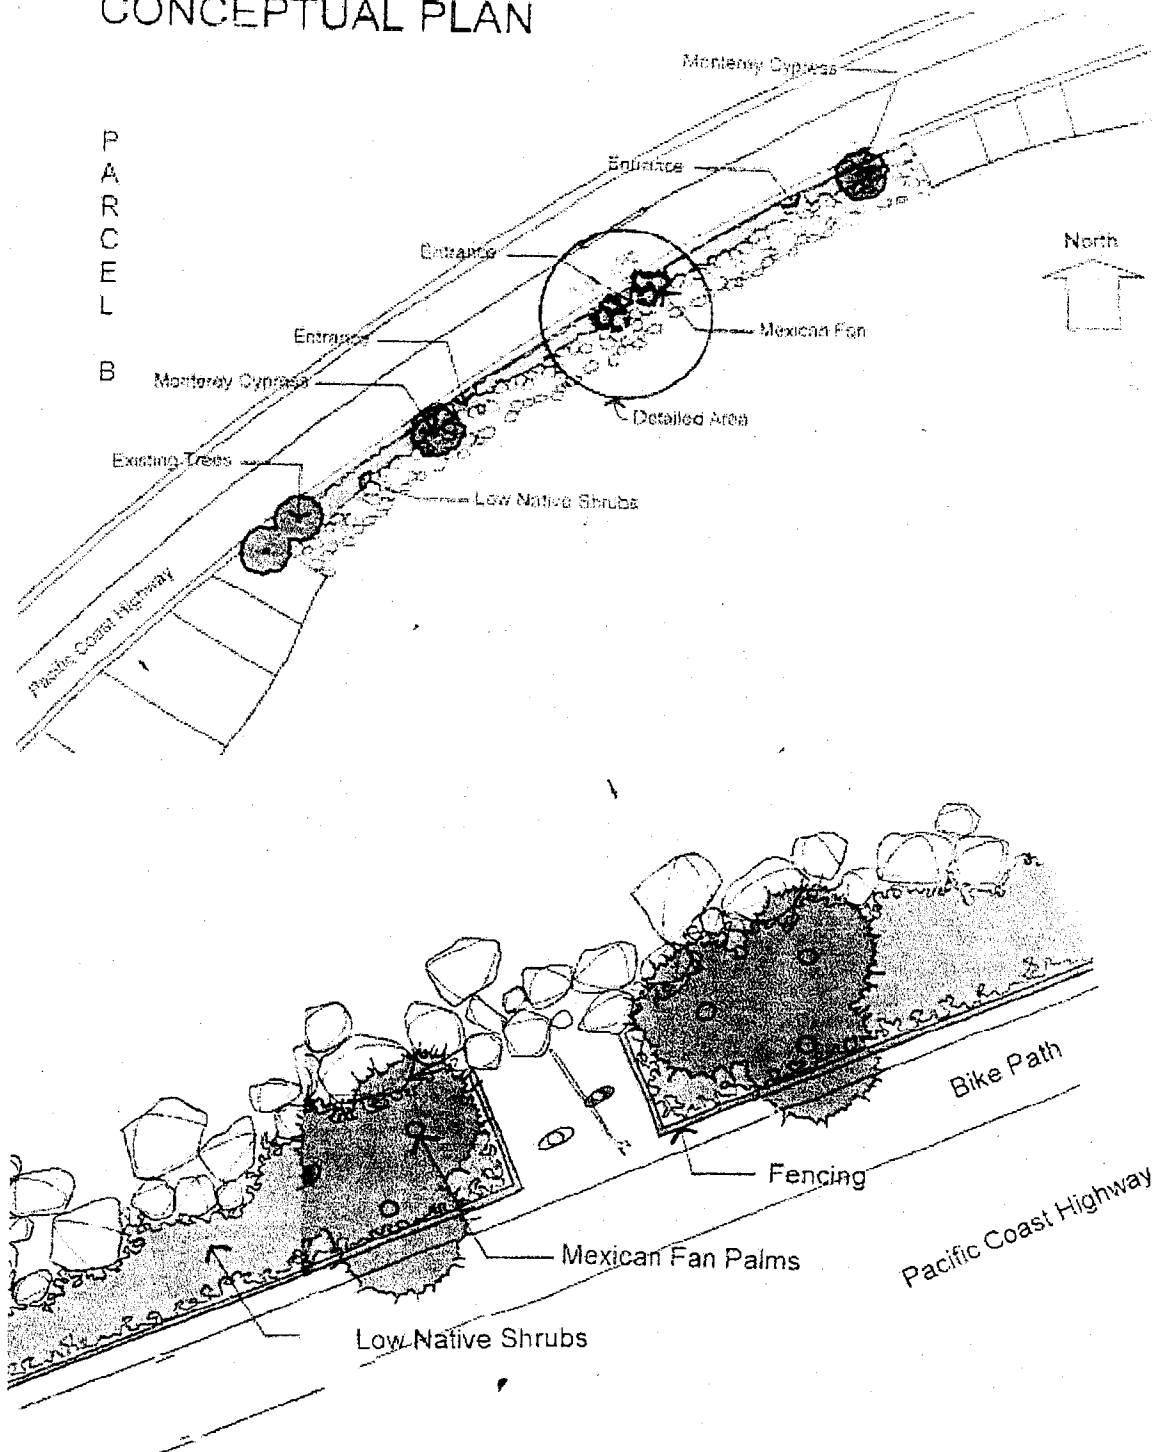 CONCEPTUAL PLAN
PARCEL B
Monterey Cypress
Entrance
North
Entrance
Mexican Fan
Entrance
Monterey Cypress
Detailed Area
Existing Trees
Low Native Shrubs
Pacific Coast Highway
Bike Path
Fencing
Pacific Coast Highway
Mexican Fan Palms
Low Native Shrubs